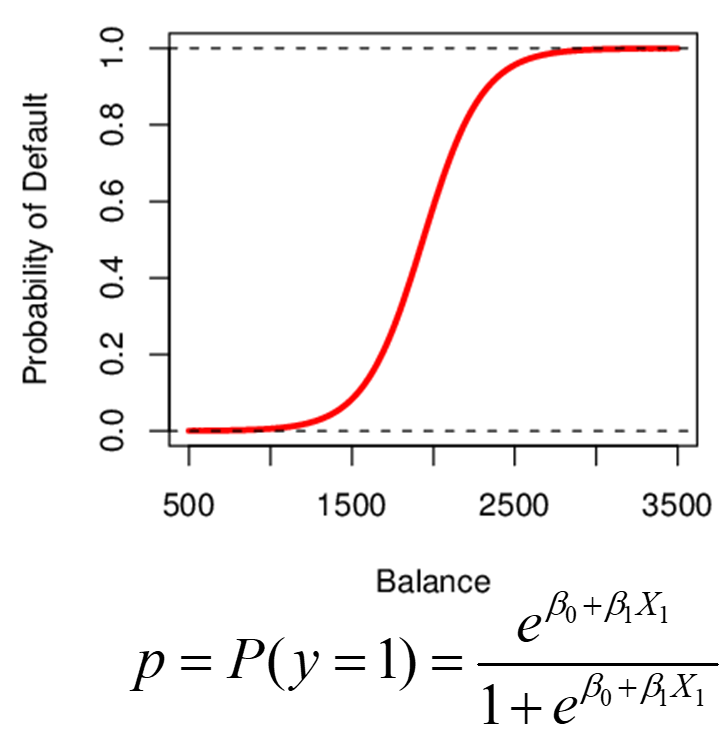 Probability of Default
1.0
0.8
0.6
0.4
0.2
0.0
500 1500 2500 3500
Balance
p = P(y = 1) = e^{β₀ + β₁X₁} / (1 + e^{β₀ + β₁X₁})